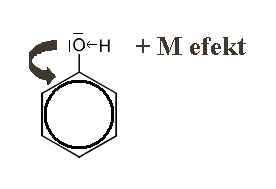 O←H + M efekt